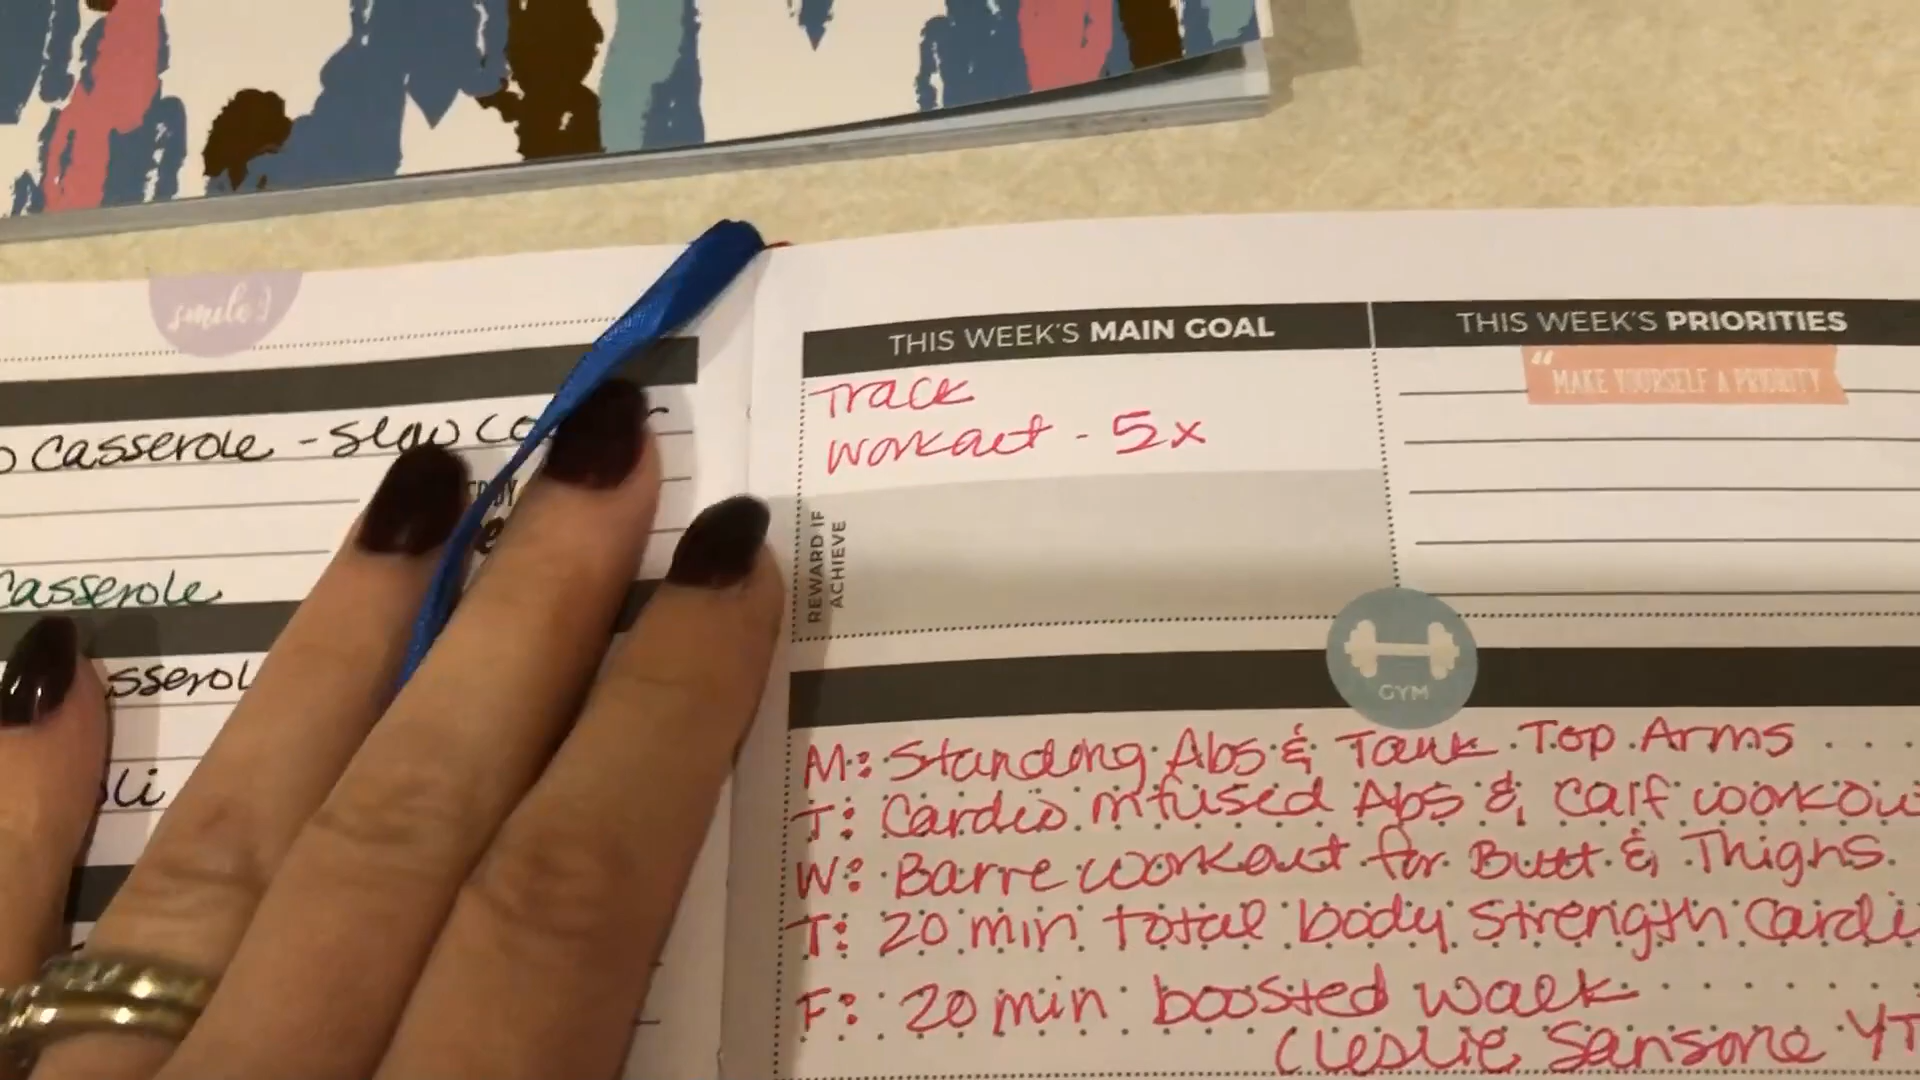 smile
casserole - slow
casserole
sserol
oli
THIS WEEK'S MAIN GOAL
Track
workout - 5x
REWARD IF
ACHIEVE
THIS WEEK'S PRIORITIES
"MAKE YOURSELF A PRIORITY
GYM
M: Standing Abs & Tank Top Arms
T: Cardio infused Abs & calf workou
W: Barre workout for Butt & Thighs
T: 20 min total body strength Cardi
F: 20 min boosted walk
(Leslie Sansone YT